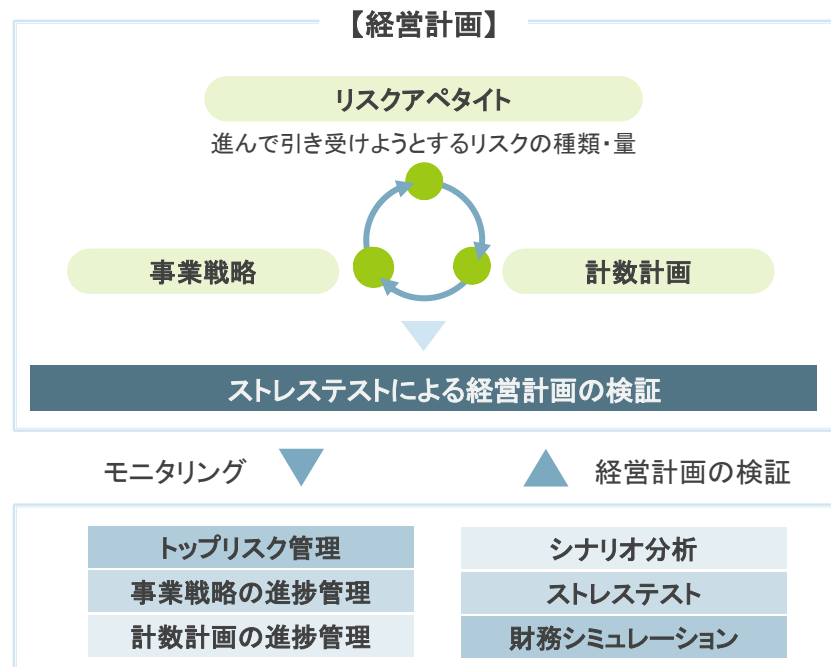 【経営計画】
リスクアペタイト
進んで引き受けようとするリスクの種類・量
事業戦略
計数計画
ストレステストによる経営計画の検証
モニタリング
経営計画の検証
トップリスク管理
事業戦略の進捗管理
計数計画の進捗管理
シナリオ分析
ストレステスト
財務シミュレーション